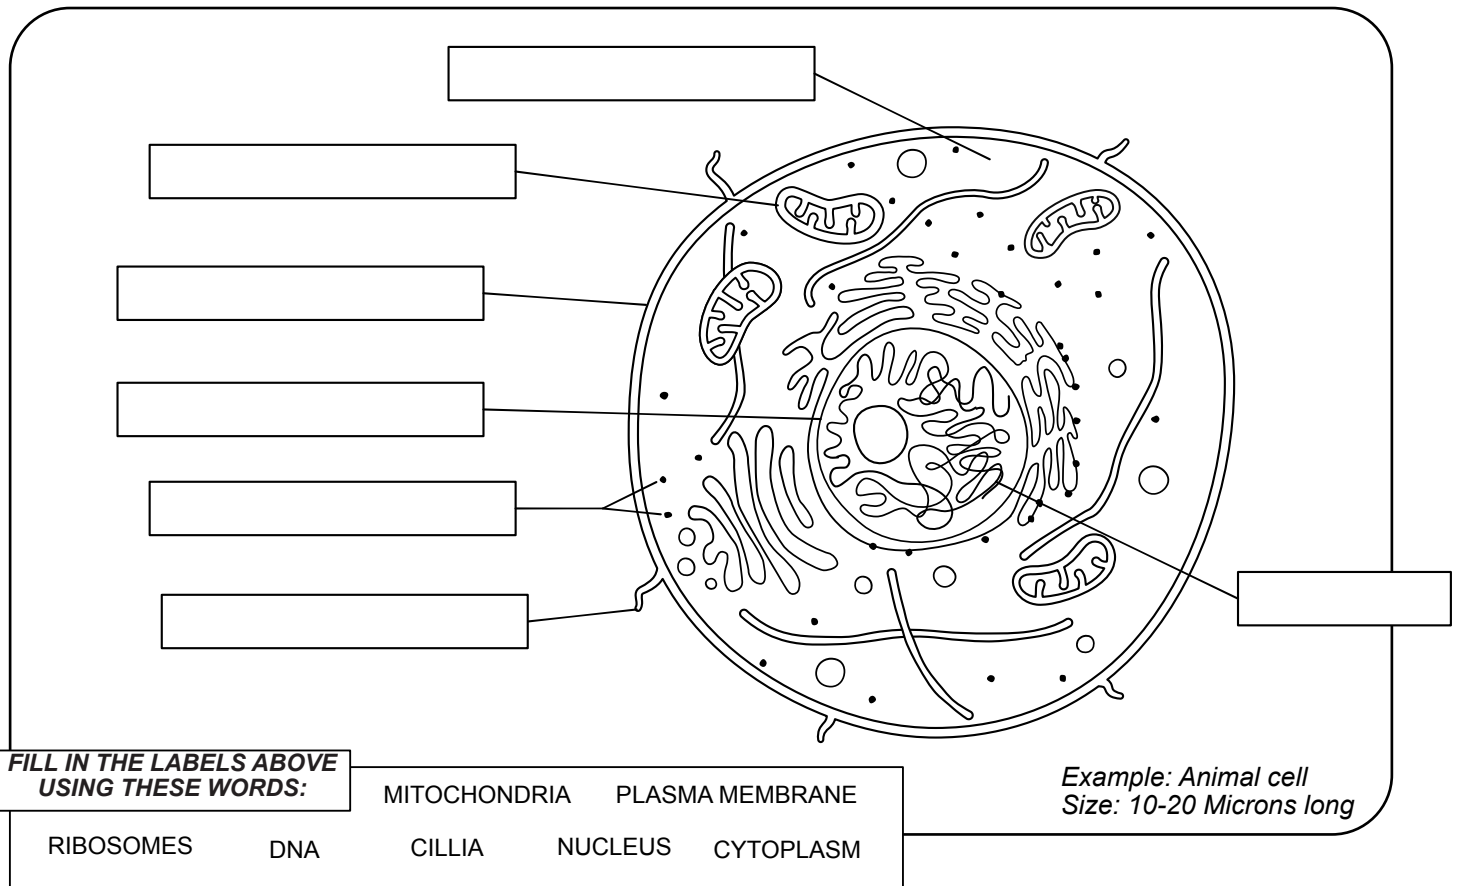 FILL IN THE LABELS ABOVE
USING THESE WORDS:
MITOCHONDRIA PLASMA MEMBRANE
RIBOSOMES DNA CILLIA NUCLEUS CYTOPLASM
Example: Animal cell
Size: 10-20 Microns long